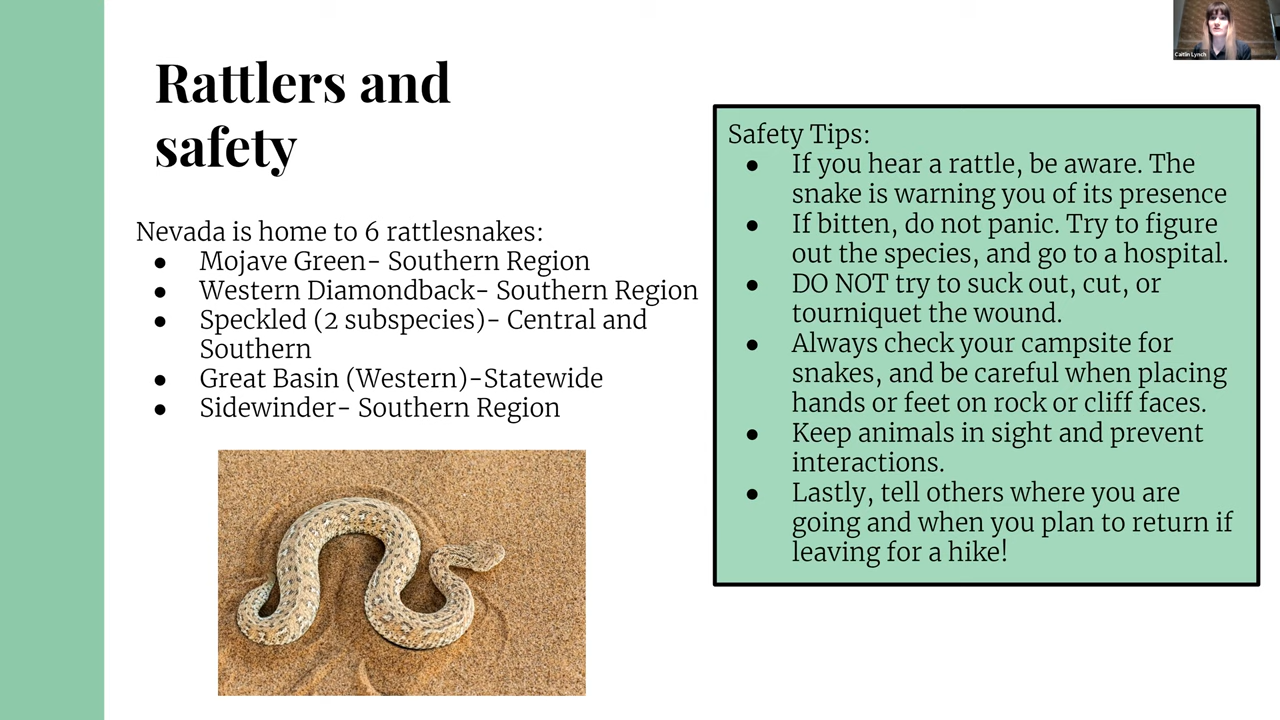 Caitlin Lynch
Rattlers and
safety
Nevada is home to 6 rattlesnakes:
● Mojave Green- Southern Region
● Western Diamondback- Southern Region
● Speckled (2 subspecies)- Central and
Southern
● Great Basin (Western)-Statewide
● Sidewinder- Southern Region
Safety Tips:
● If you hear a rattle, be aware. The
snake is warning you of its presence
● If bitten, do not panic. Try to figure
out the species, and go to a hospital.
● DO NOT try to suck out, cut, or
tourniquet the wound.
● Always check your campsite for
snakes, and be careful when placing
hands or feet on rock or cliff faces.
● Keep animals in sight and prevent
interactions.
● Lastly, tell others where you are
going and when you plan to return if
leaving for a hike!